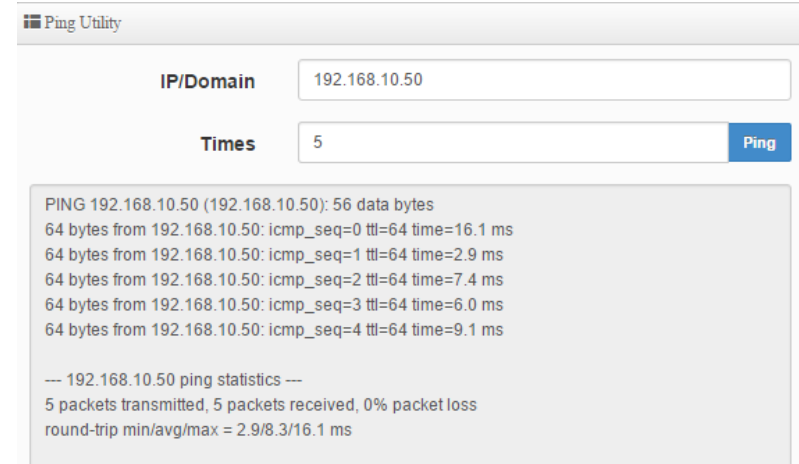 Ping Utility
IP/Domain 192.168.10.50
Times 5 Ping
PING 192.168.10.50 (192.168.10.50): 56 data bytes
64 bytes from 192.168.10.50: icmp_seq=0 ttl=64 time=16.1 ms
64 bytes from 192.168.10.50: icmp_seq=1 ttl=64 time=2.9 ms
64 bytes from 192.168.10.50: icmp_seq=2 ttl=64 time=7.4 ms
64 bytes from 192.168.10.50: icmp_seq=3 ttl=64 time=6.0 ms
64 bytes from 192.168.10.50: icmp_seq=4 ttl=64 time=9.1 ms
--- 192.168.10.50 ping statistics ---
5 packets transmitted, 5 packets received, 0% packet loss
round-trip min/avg/max = 2.9/8.3/16.1 ms